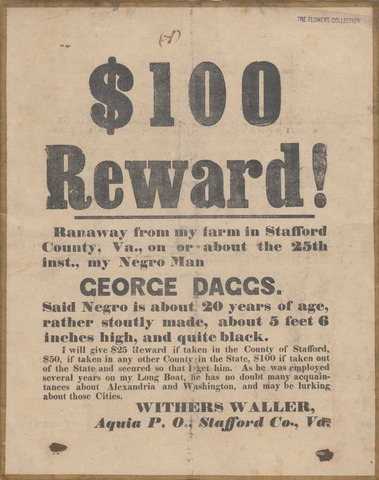 THE FLOWERS COLLECTION
$100
Reward!
Ranaway from my farm in Stafford
County, Va., on or about the 25th
inst., my Negro Man
GEORGE DAGGS.
Said Negro is about 20 years of age,
rather stoutly made, about 5 feet 6
inches high, and quite black.
I will give $25 Reward if taken in the County of Stafford,
$50, if taken in any other County in the State, $100 if taken out
of the State and secured so that I get him. As he was employed
several years on my Long Boat, he has no doubt many acquain-
tances about Alexandria and Washington, and may be lurking
about those Cities.
WITHERS WALLER,
Aquia P. O., Stafford Co., Va.